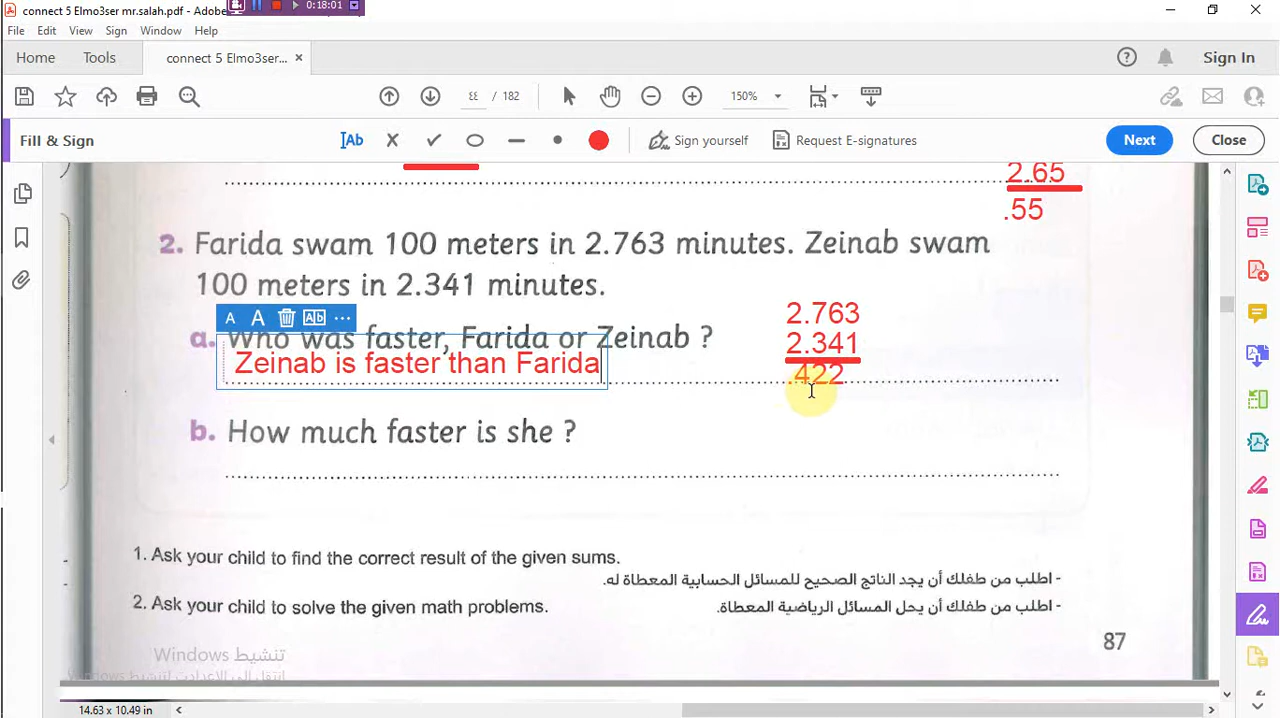 connect 5 Elmo3ser mr.salah.pdf - Adobe
0:18:01
File Edit View Sign Window Help
Home Tools connect 5 Elmo3ser... × Sign In
٤٤ / 182 150%
Fill & Sign Ab Sign yourself Request E-signatures Next Close
2.65
.55
2. Farida swam 100 meters in 2.763 minutes. Zeinab swam
100 meters in 2.341 minutes.
2.763
A A Ab ...
a. Who was faster, Farida or Zeinab ?
2.341
Zeinab is faster than Farida
.422
b. How much faster is she ?
1. Ask your child to find the correct result of the given sums.
- اطلب من طفلك أن يجد الناتج الصحيح للمسائل الحسابية المعطاة له.
2. Ask your child to solve the given math problems.
- اطلب من طفلك أن يحل المسائل الرياضية المعطاة.
87
تنشيط Windows
14.63 x 10.49 in